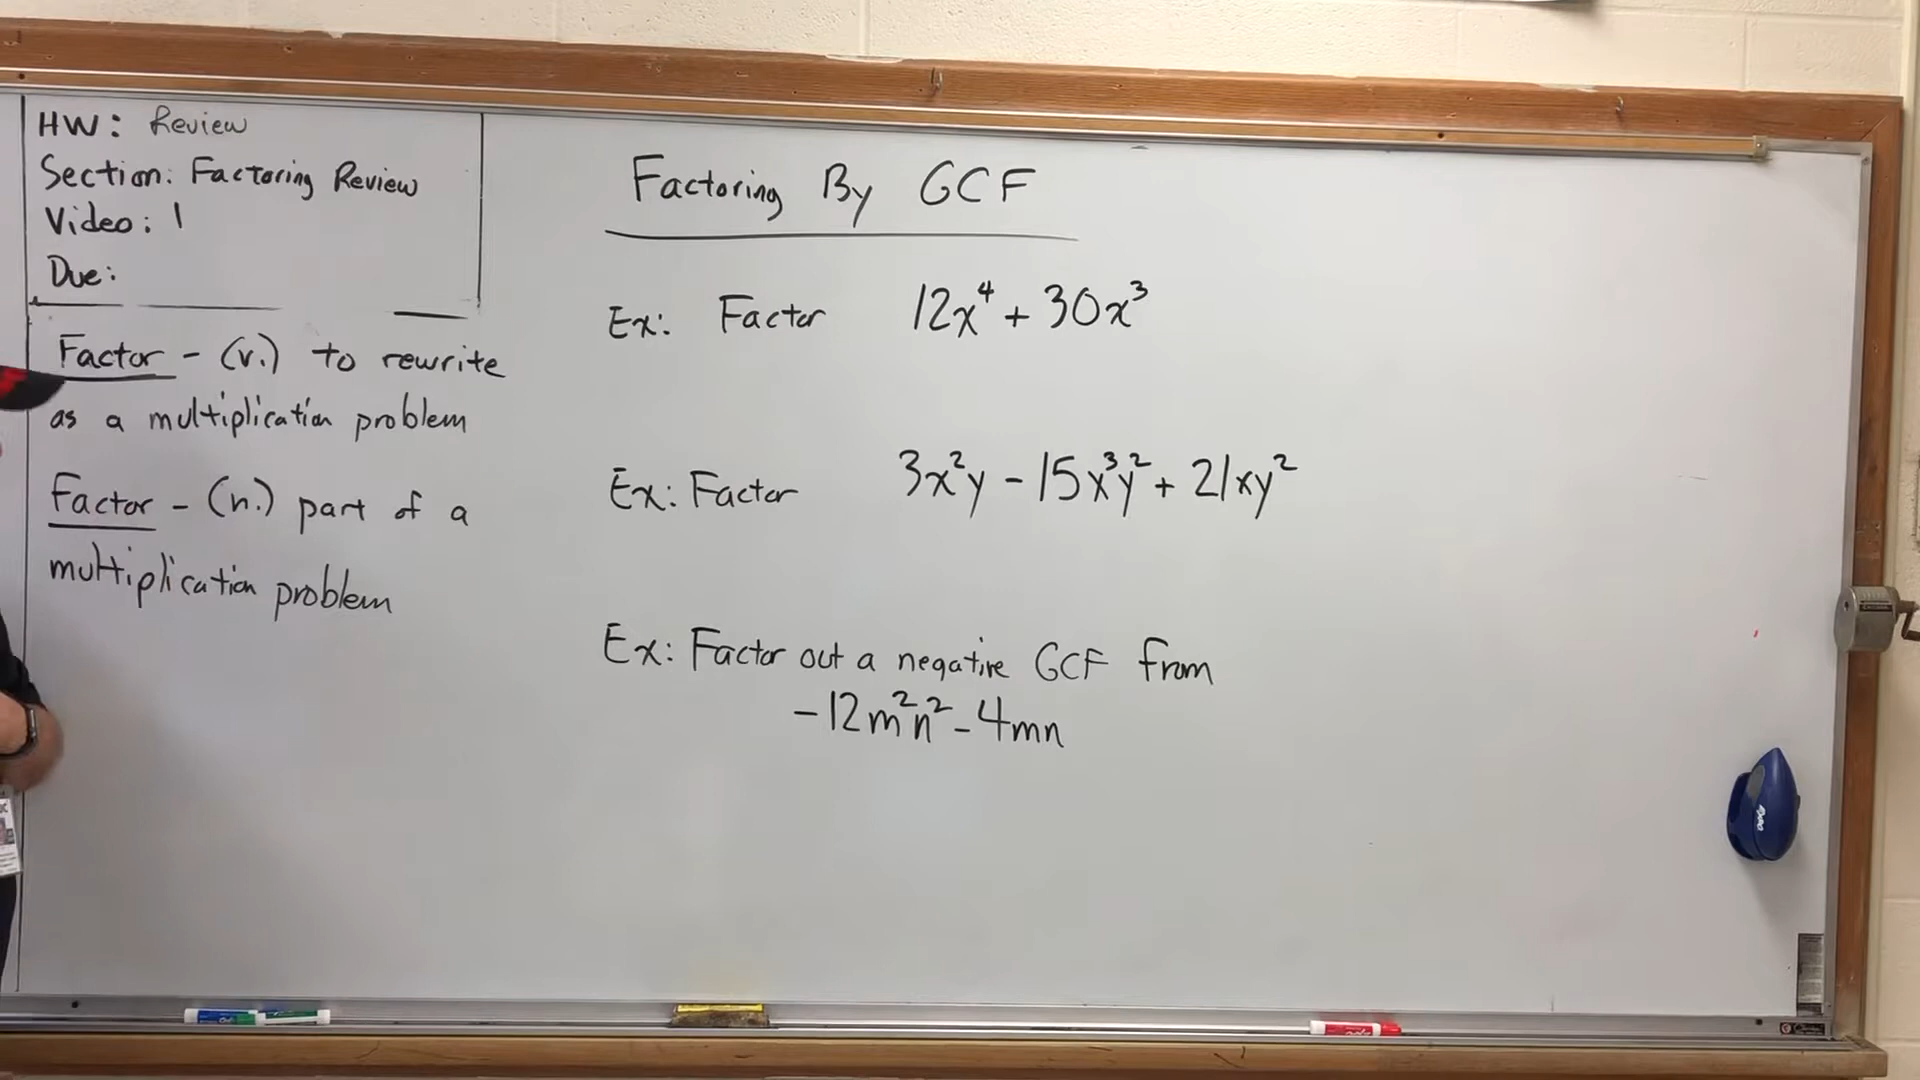 HW: Review
Section: Factoring Review
Video: 1
Due:
Factor - (v.) to rewrite
as a multiplication problem
Factor - (n.) part of a
multiplication problem
Factoring By GCF
Ex: Factor 12x⁴ + 30x³
Ex: Factor 3x²y - 15x³y² + 21xy²
Ex: Factor out a negative GCF from
-12m²n² - 4mn